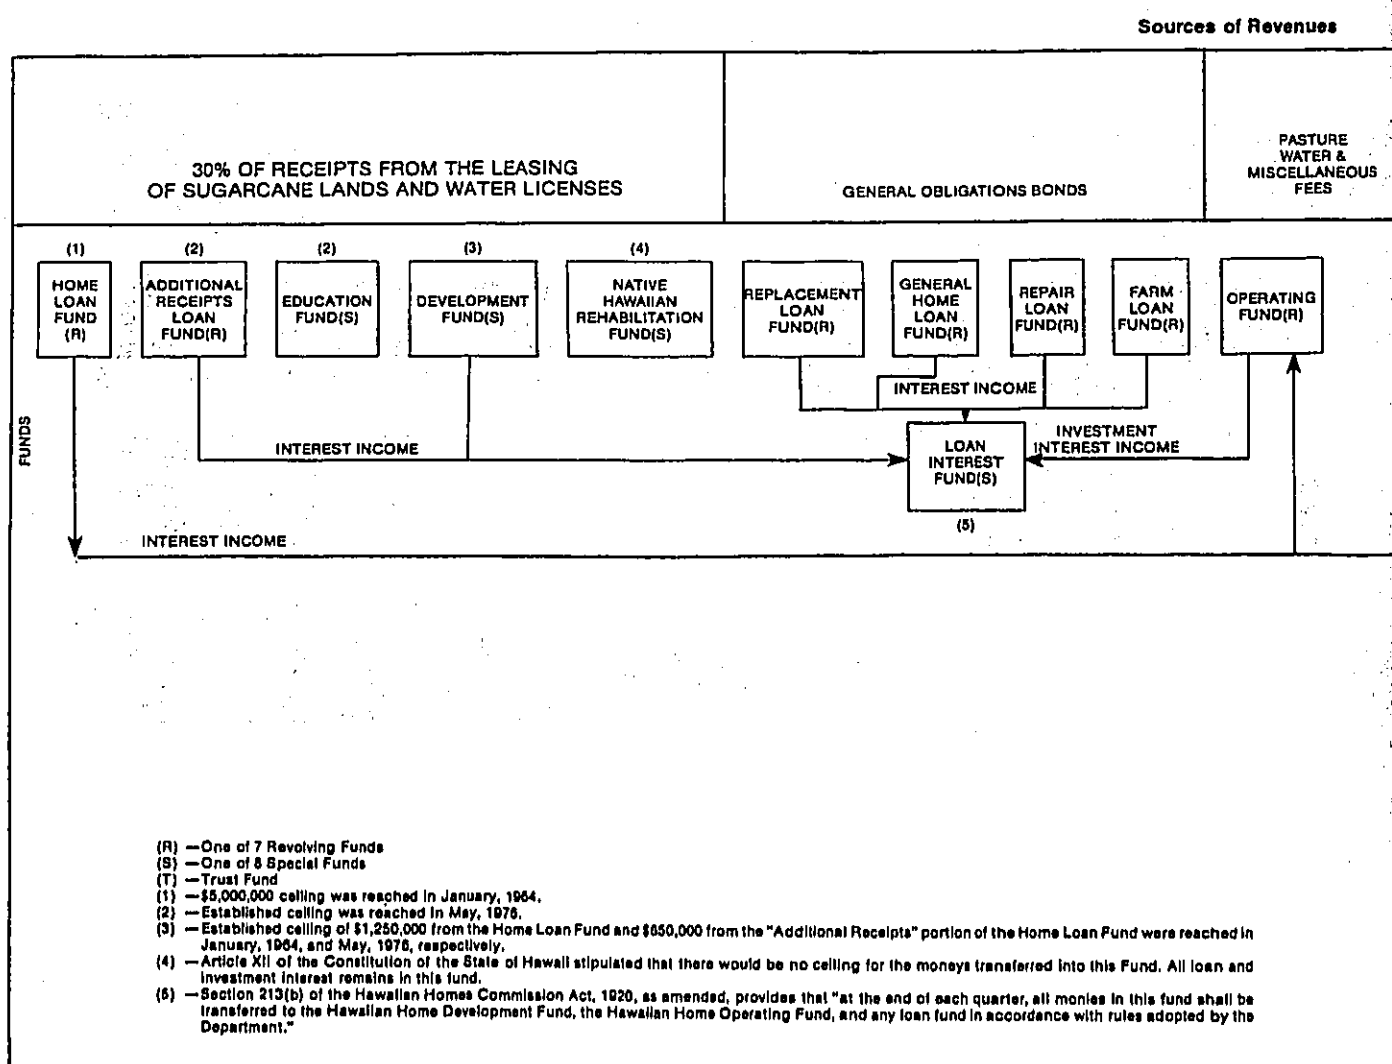 Sources of Revenues
30% OF RECEIPTS FROM THE LEASING
OF SUGARCANE LANDS AND WATER LICENSES
GENERAL OBLIGATIONS BONDS
PASTURE
WATER &
MISCELLANEOUS
FEES
FUNDS
(1)
HOME
LOAN
FUND
(R)
(2)
ADDITIONAL
RECEIPTS
LOAN
FUND(R)
(2)
EDUCATION
FUND(S)
(3)
DEVELOPMENT
FUND(S)
(4)
NATIVE
HAWAIIAN
REHABILITATION
FUND(S)
REPLACEMENT
LOAN
FUND(R)
GENERAL
HOME
LOAN
FUND(R)
REPAIR
LOAN
FUND(R)
FARM
LOAN
FUND(R)
OPERATING
FUND(R)
INTEREST INCOME
INTEREST INCOME
LOAN
INTEREST
FUND(S)
(5)
INVESTMENT
INTEREST INCOME
INTEREST INCOME
(R) —One of 7 Revolving Funds
(S) —One of 8 Special Funds
(T) —Trust Fund
(1) —$5,000,000 ceiling was reached in January, 1964.
(2) —Established ceiling was reached in May, 1976.
(3) —Established ceiling of $1,250,000 from the Home Loan Fund and $650,000 from the "Additional Receipts" portion of the Home Loan Fund were reached in
January, 1964, and May, 1976, respectively.
(4) —Article XII of the Constitution of the State of Hawaii stipulated that there would be no ceiling for the moneys transferred into this Fund. All loan and
investment interest remains in this fund.
(5) —Section 213(b) of the Hawaiian Homes Commission Act, 1920, as amended, provides that "at the end of each quarter, all monies in this fund shall be
transferred to the Hawaiian Home Development Fund, the Hawaiian Home Operating Fund, and any loan fund in accordance with rules adopted by the
Department."